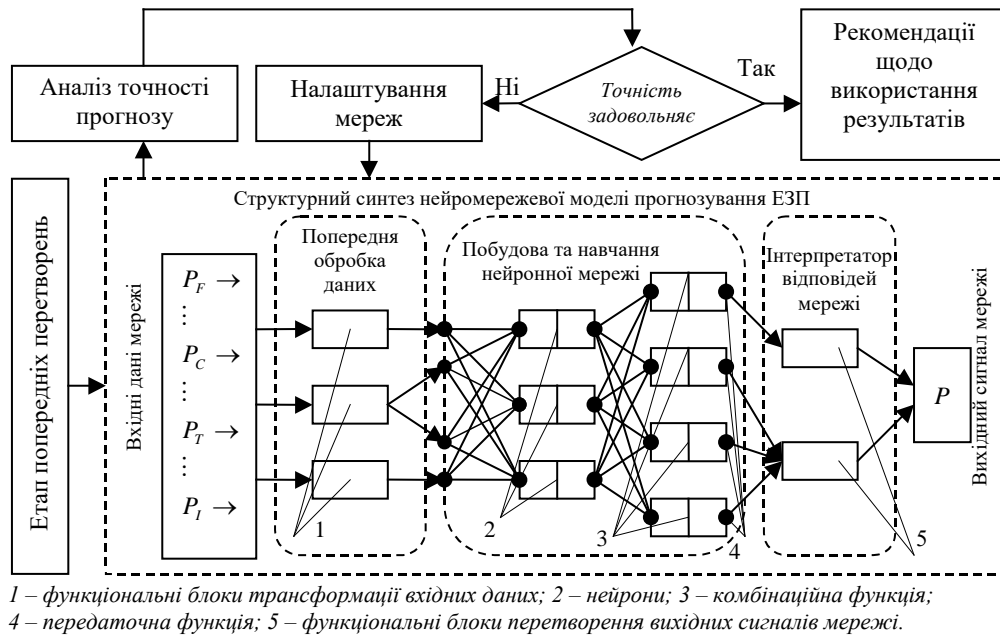 Аналіз точності
прогнозу
Налаштування
мереж
Ні
Точність
задовольняє
Так
Рекомендації
щодо
використання
результатів
Етап попередніх перетворень
Структурний синтез нейромережевої моделі прогнозування ЕЗП
Вхідні дані мережі
P_F →
⋮
P_C →
⋮
P_T →
⋮
P_I →
Попередня
обробка
даних
Побудова та навчання
нейронної мережі
Інтерпретатор
відповідей
мережі
P
Вихідний сигнал мережі
1
2
3
4
5
1 – функціональні блоки трансформації вхідних даних; 2 – нейрони; 3 – комбінаційна функція;
4 – передаточна функція; 5 – функціональні блоки перетворення вихідних сигналів мережі.